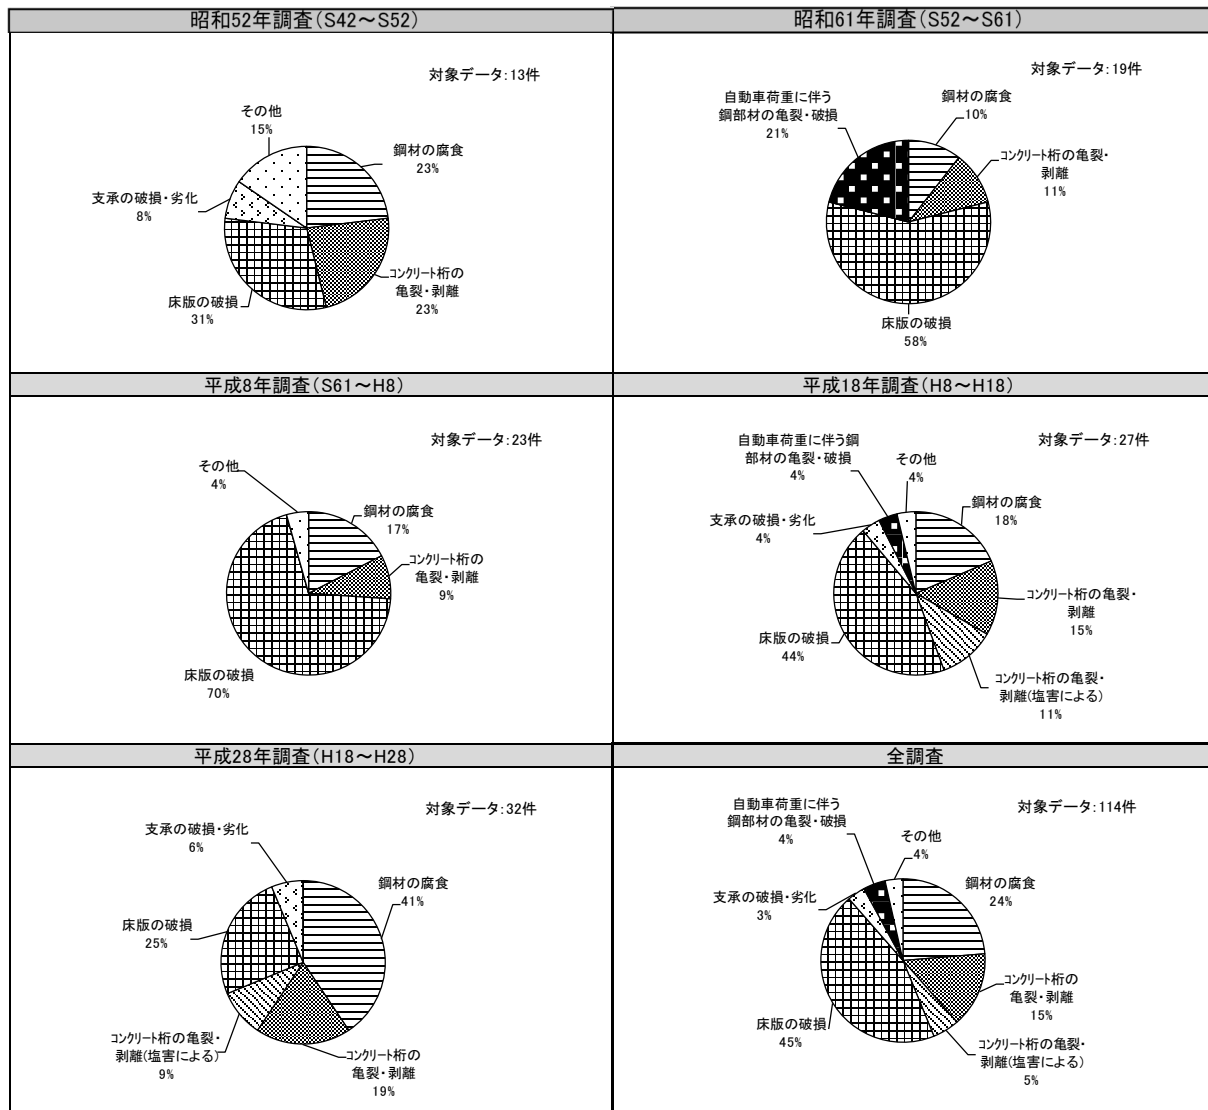 昭和52年調査(S42～S52)
対象データ:13件
その他
15%
鋼材の腐食
23%
支承の破損・劣化
8%
コンクリート桁の
亀裂・剥離
23%
床版の破損
31%
昭和61年調査(S52～S61)
対象データ:19件
自動車荷重に伴う
鋼部材の亀裂・破損
21%
鋼材の腐食
10%
コンクリート桁の亀裂・
剥離
11%
床版の破損
58%
平成8年調査(S61～H8)
対象データ:23件
その他
4%
鋼材の腐食
17%
コンクリート桁の
亀裂・剥離
9%
床版の破損
70%
平成18年調査(H8～H18)
対象データ:27件
自動車荷重に伴う鋼
部材の亀裂・破損
4%
その他
4%
鋼材の腐食
18%
支承の破損・劣化
4%
コンクリート桁の亀裂・
剥離
15%
床版の破損
44%
コンクリート桁の亀裂・
剥離(塩害による)
11%
平成28年調査(H18～H28)
対象データ:32件
支承の破損・劣化
6%
鋼材の腐食
41%
床版の破損
25%
コンクリート桁の亀裂・
剥離(塩害による)
9%
コンクリート桁の
亀裂・剥離
19%
全調査
対象データ:114件
自動車荷重に伴う
鋼部材の亀裂・破損
4%
その他
4%
鋼材の腐食
24%
支承の破損・劣化
3%
コンクリート桁の
亀裂・剥離
15%
床版の破損
45%
コンクリート桁の亀裂・
剥離(塩害による)
5%